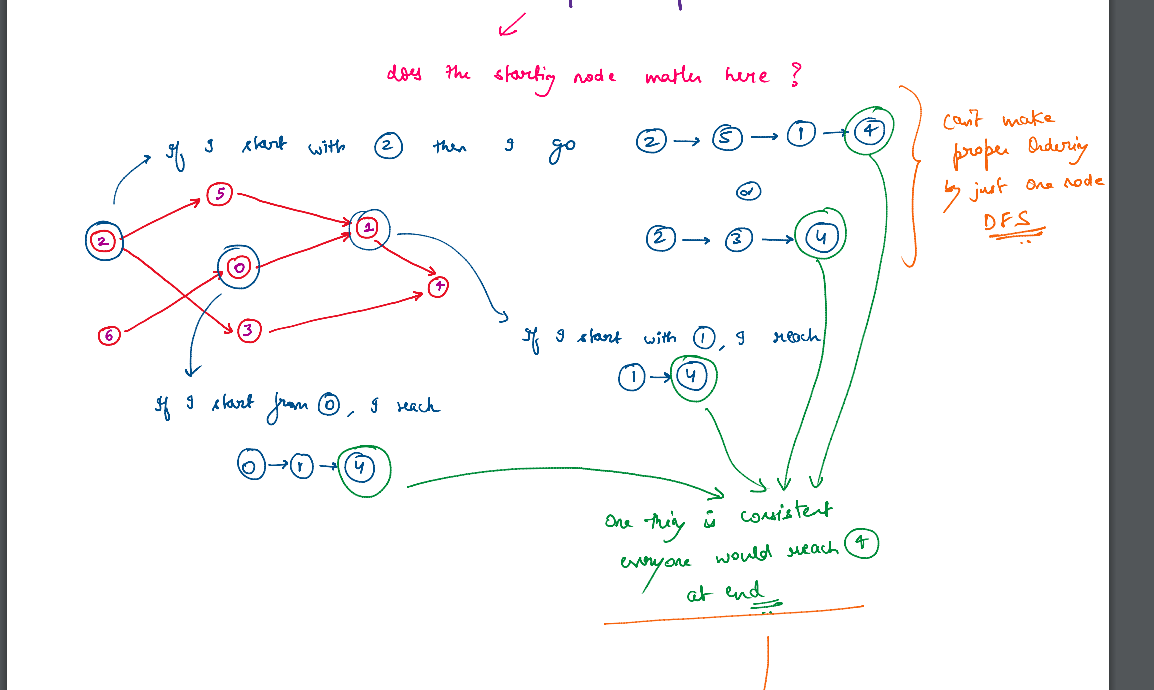 does the starting node matter here ?
If I start with 2 then I go
2 → 5 → 1 → 4
or
2 → 3 → 4
can't make
proper Ordering
↳ just one node
DFS
5
2
1
0
4
6
3
If I start with 1, I reach
1 → 4
If I start from 0, I reach
0 → 1 → 4
One thing is consistent
everyone would reach 4
at end